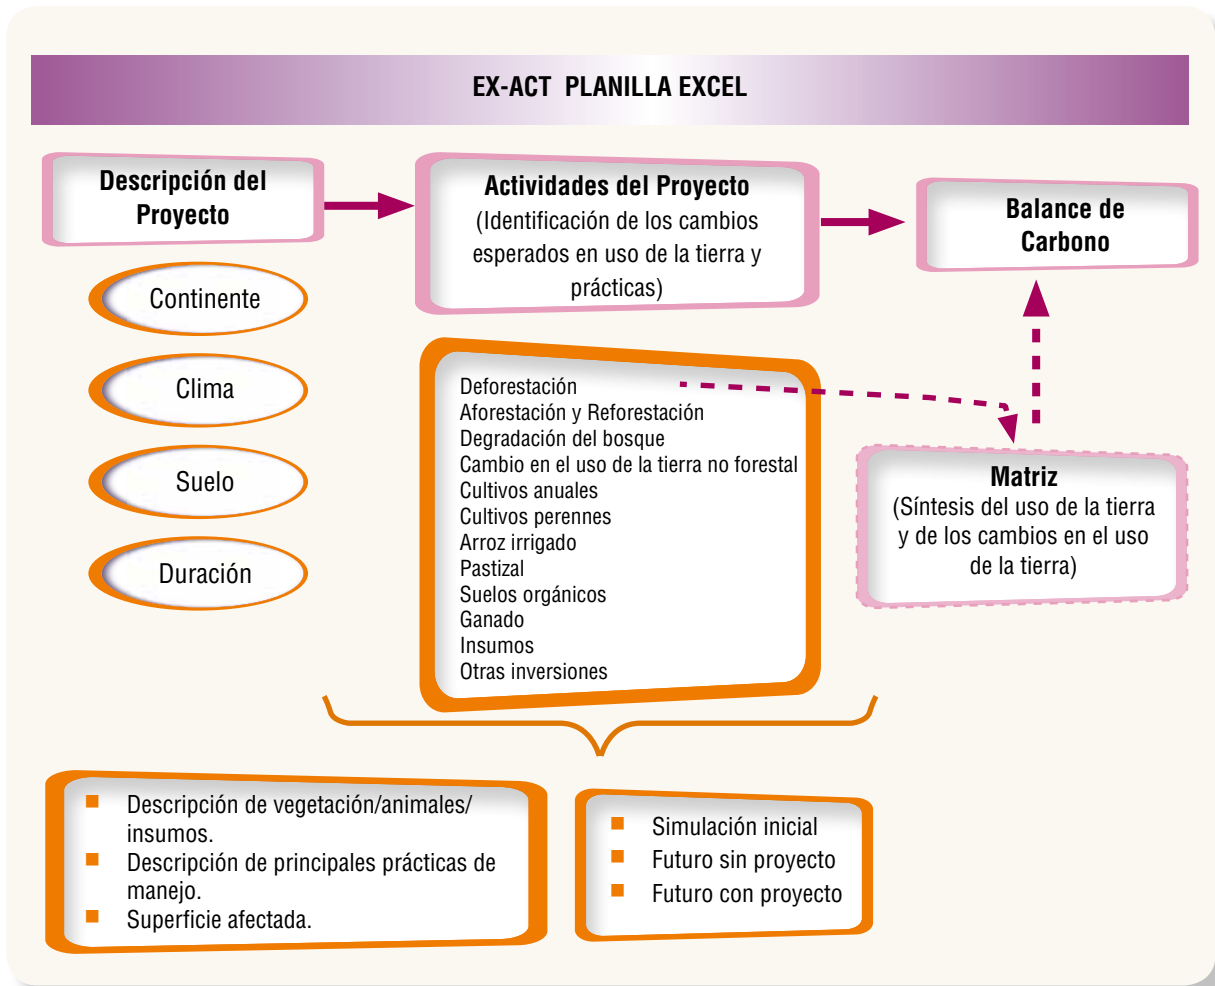 EX-ACT PLANILLA EXCEL
Descripción del
Proyecto
Continente
Clima
Suelo
Duración
Actividades del Proyecto
(Identificación de los cambios
esperados en uso de la tierra y
prácticas)
Deforestación
Aforestación y Reforestación
Degradación del bosque
Cambio en el uso de la tierra no forestal
Cultivos anuales
Cultivos perennes
Arroz irrigado
Pastizal
Suelos orgánicos
Ganado
Insumos
Otras inversiones
Balance de
Carbono
Matriz
(Síntesis del uso de la tierra
y de los cambios en el uso
de la tierra)
Descripción de vegetación/animales/
insumos.
Descripción de principales prácticas de
manejo.
Superficie afectada.
Simulación inicial
Futuro sin proyecto
Futuro con proyecto